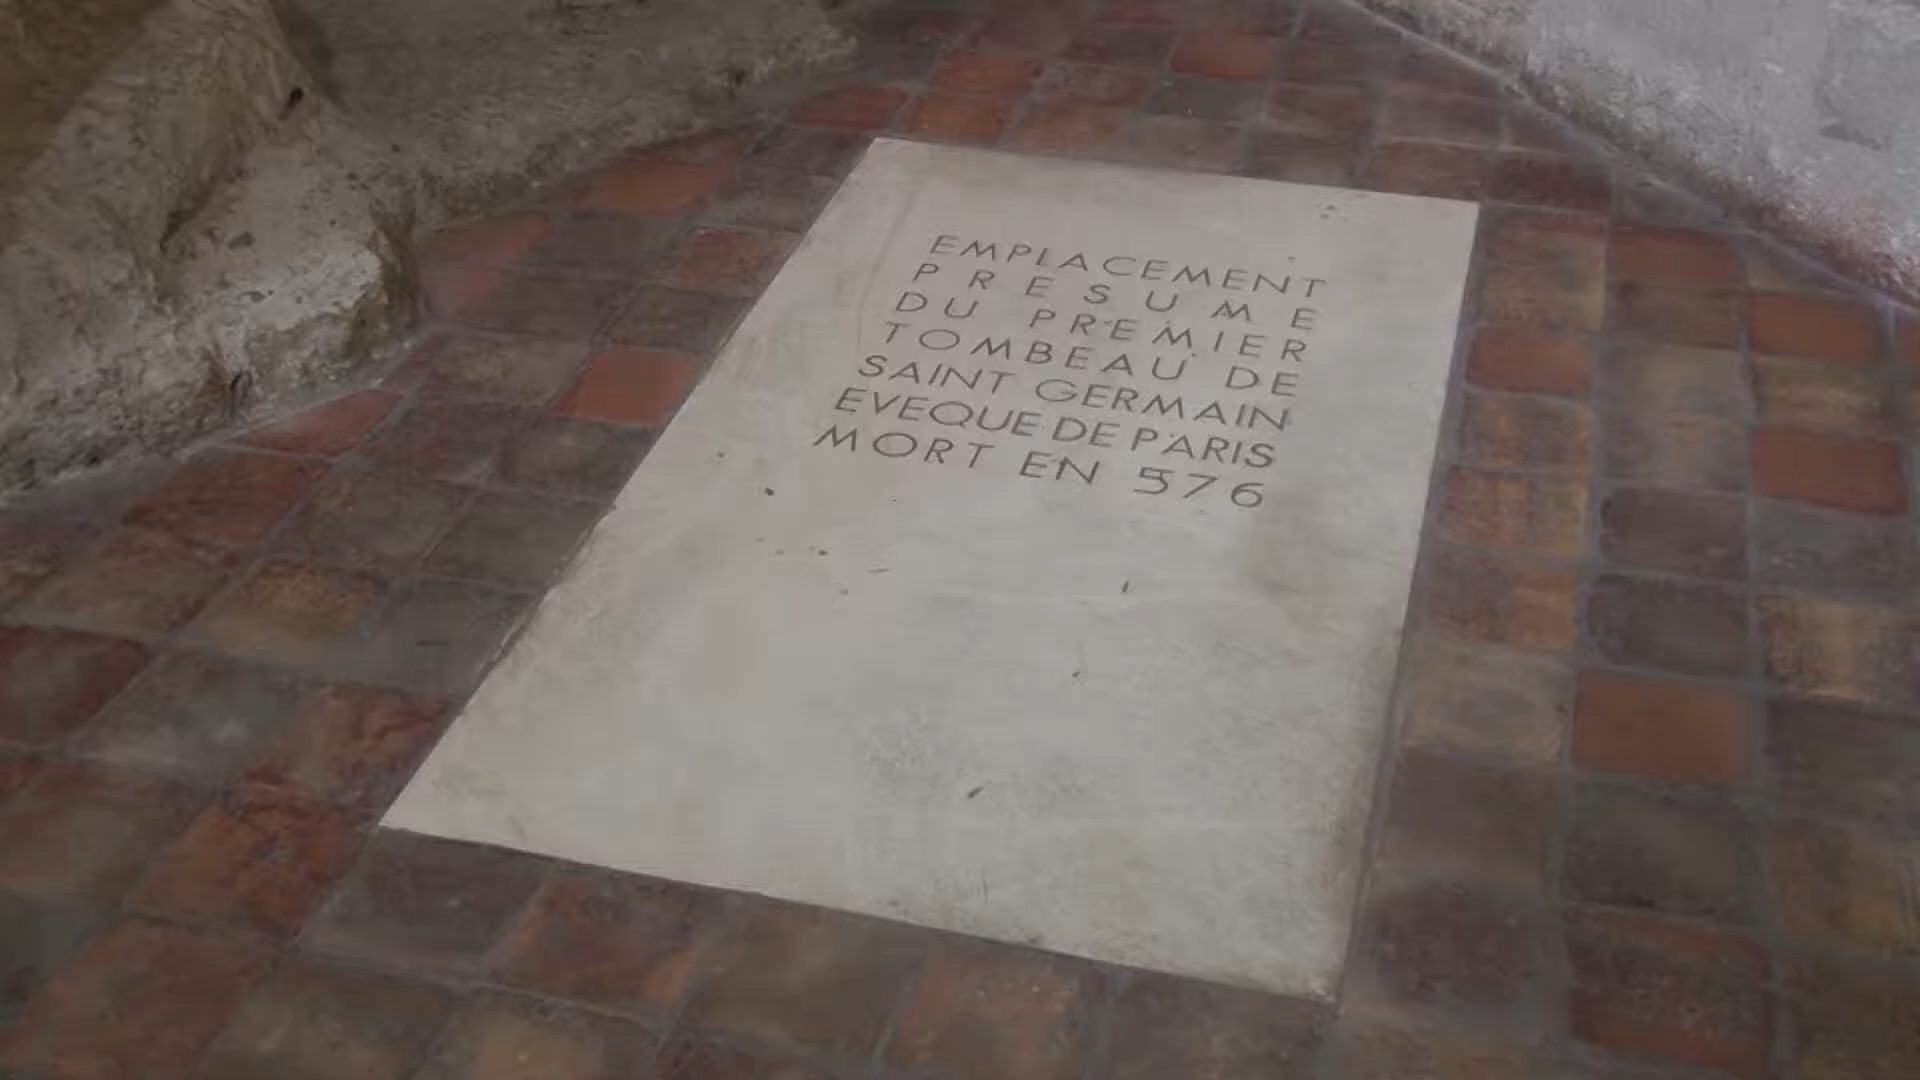 EMPLACEMENT
PRESUME
DU PREMIER
TOMBEAU DE
SAINT GERMAIN
EVEQUE DE PARIS
MORT EN 576